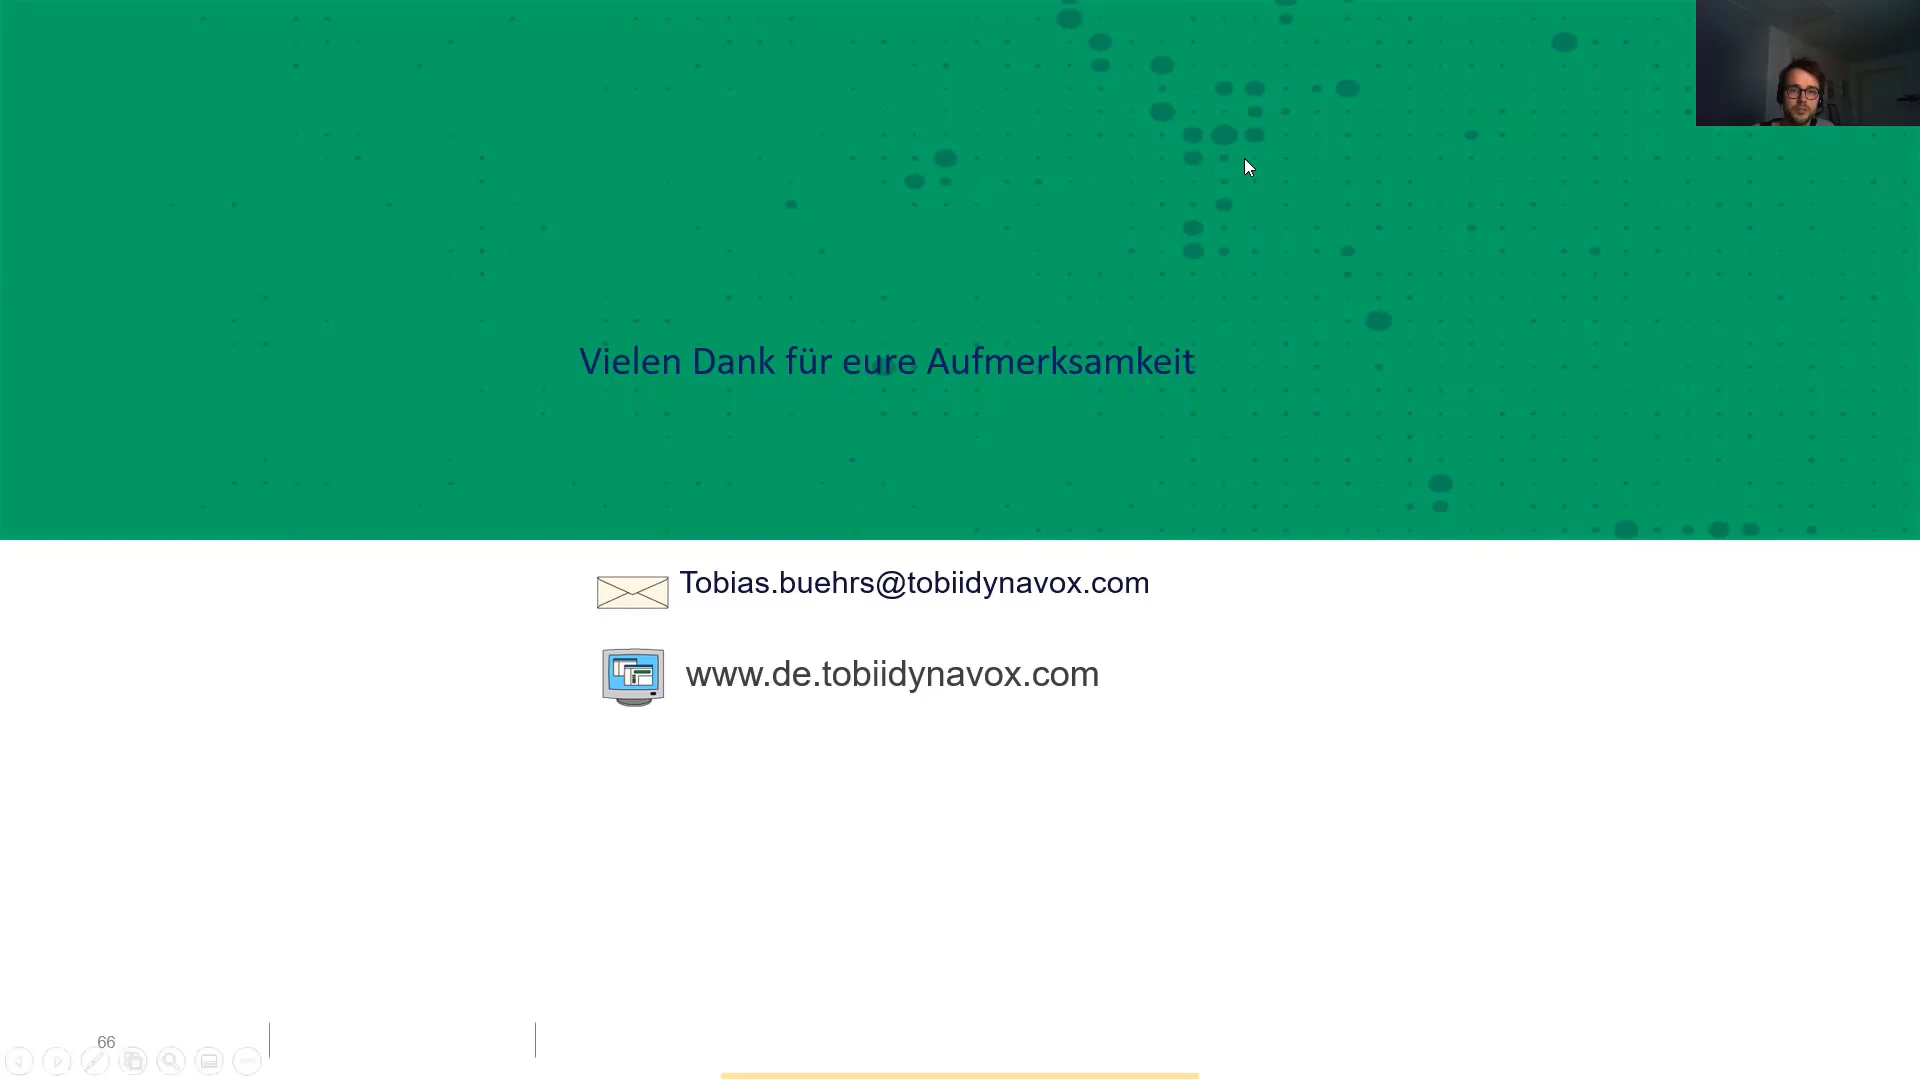 Vielen Dank für eure Aufmerksamkeit
Tobias.buehrs@tobiidynavox.com
www.de.tobiidynavox.com
66